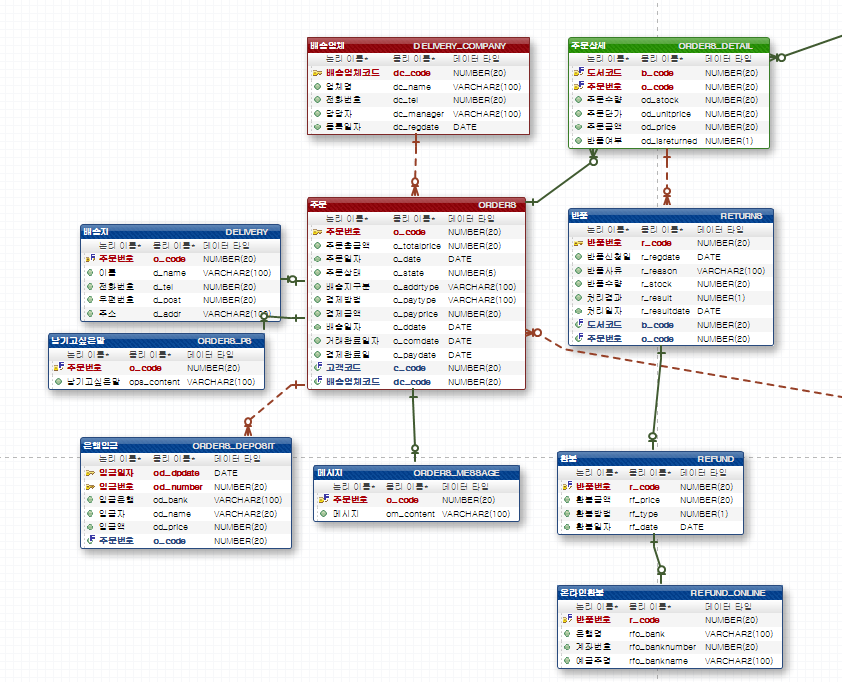 배송업체 DELIVERY_COMPANY
논리 이름* 물리 이름* 데이터 타입
배송업체코드 dc_code NUMBER(20)
업체명 dc_name VARCHAR2(100)
전화번호 dc_tel NUMBER(20)
담당자 dc_manager VARCHAR2(100)
등록일자 dc_regdate DATE
주문상세 ORDERS_DETAIL
논리 이름* 물리 이름* 데이터 타입
도서코드 b_code NUMBER(20)
주문번호 o_code NUMBER(20)
주문수량 od_stock NUMBER(20)
주문단가 od_unitprice NUMBER(20)
주문금액 od_price NUMBER(20)
반품여부 od_isreturned NUMBER(1)
주문 ORDERS
논리 이름* 물리 이름* 데이터 타입
주문번호 o_code NUMBER(20)
주문총금액 o_totalprice NUMBER(20)
주문일자 o_date DATE
주문상태 o_state NUMBER(5)
배송지구분 o_addrtype VARCHAR2(100)
결제방법 o_paytype VARCHAR2(100)
결제금액 o_payprice NUMBER(20)
배송일자 o_ddate DATE
거래완료일자 o_comdate DATE
결제완료일 o_paydate DATE
고객코드 c_code NUMBER(20)
배송업체코드 dc_code NUMBER(20)
배송지 DELIVERY
논리 이름* 물리 이름* 데이터 타입
주문번호 o_code NUMBER(20)
이름 d_name VARCHAR2(100)
전화번호 d_tel NUMBER(20)
우편번호 d_post NUMBER(20)
주소 d_addr VARCHAR2(100)
남기고싶은말 ORDERS_PS
논리 이름* 물리 이름* 데이터 타입
주문번호 o_code NUMBER(20)
남기고싶은말 ops_content VARCHAR2(100)
반품 RETURNS
논리 이름* 물리 이름* 데이터 타입
반품번호 r_code NUMBER(20)
반품신청일 r_regdate DATE
반품사유 r_reason VARCHAR2(100)
반품수량 r_stock NUMBER(20)
처리결과 r_result NUMBER(1)
처리일자 r_resultdate DATE
도서코드 b_code NUMBER(20)
주문번호 o_code NUMBER(20)
은행입금 ORDERS_DEPOSIT
논리 이름* 물리 이름* 데이터 타입
입금일자 od_dpdate DATE
입금번호 od_number NUMBER(20)
입금은행 od_bank VARCHAR2(100)
입금자 od_name VARCHAR2(20)
입금액 od_price NUMBER(20)
주문번호 o_code NUMBER(20)
메시지 ORDERS_MESSAGE
논리 이름* 물리 이름* 데이터 타입
주문번호 o_code NUMBER(20)
메시지 om_content VARCHAR2(100)
환불 REFUND
논리 이름* 물리 이름* 데이터 타입
반품번호 r_code NUMBER(20)
환불금액 rf_price NUMBER(20)
환불방법 rf_type NUMBER(1)
환불일자 rf_date DATE
온라인환불 REFUND_ONLINE
논리 이름* 물리 이름* 데이터 타입
반품번호 r_code NUMBER(20)
은행명 rfo_bank VARCHAR2(100)
계좌번호 rfo_banknumber NUMBER(20)
예금주명 rfo_bankname VARCHAR2(100)